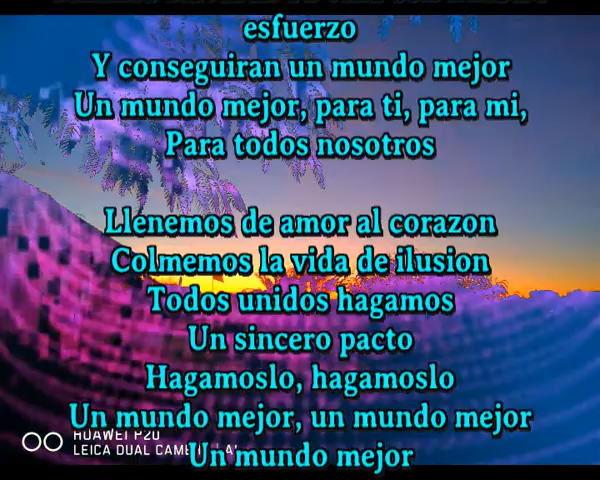 esfuerzo
Y conseguiran un mundo mejor
Un mundo mejor, para ti, para mi,
Para todos nosotros
Llenemos de amor al corazon
Colmemos la vida de ilusion
Todos unidos hagamos
Un sincero pacto
Hagamoslo, hagamoslo
Un mundo mejor, un mundo mejor
HUAWEI P20
LEICA DUAL CAMERA
Un mundo mejor